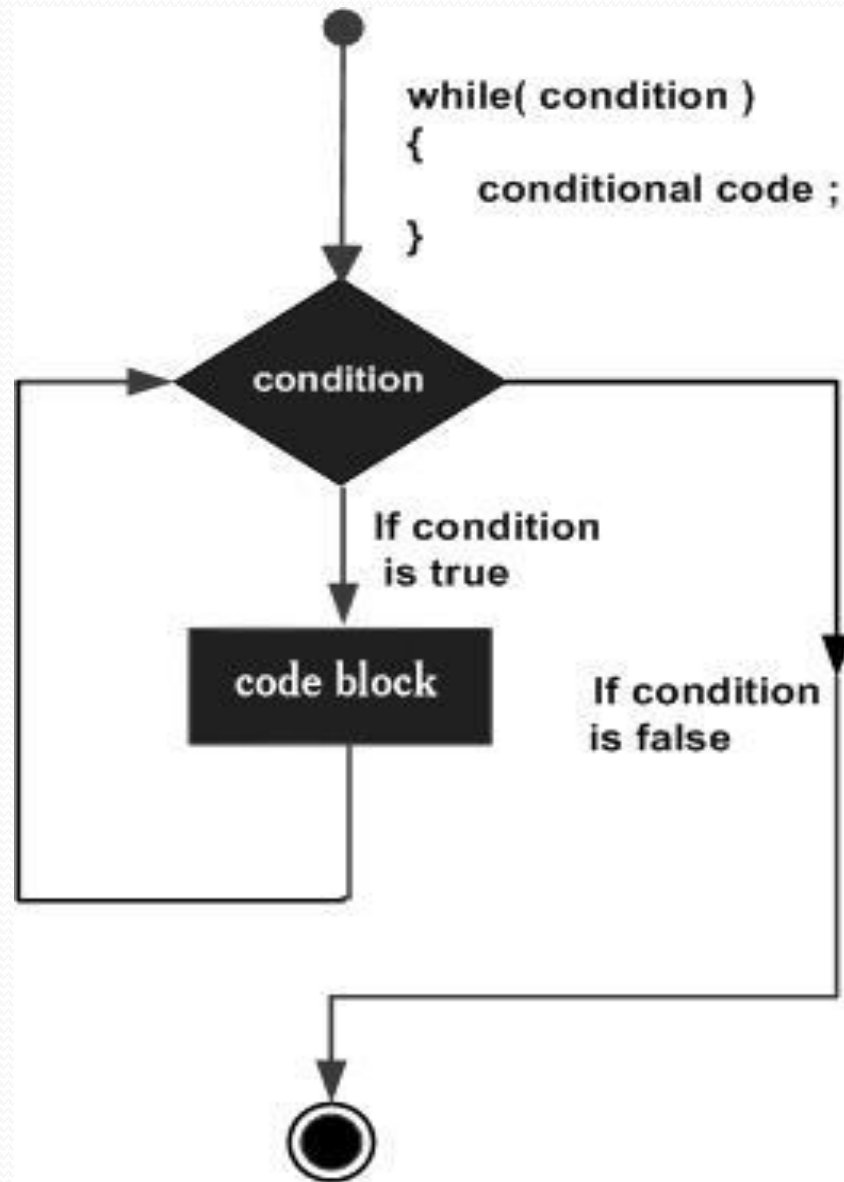 while( condition )
{
conditional code ;
}
condition
If condition
is true
code block
If condition
is false